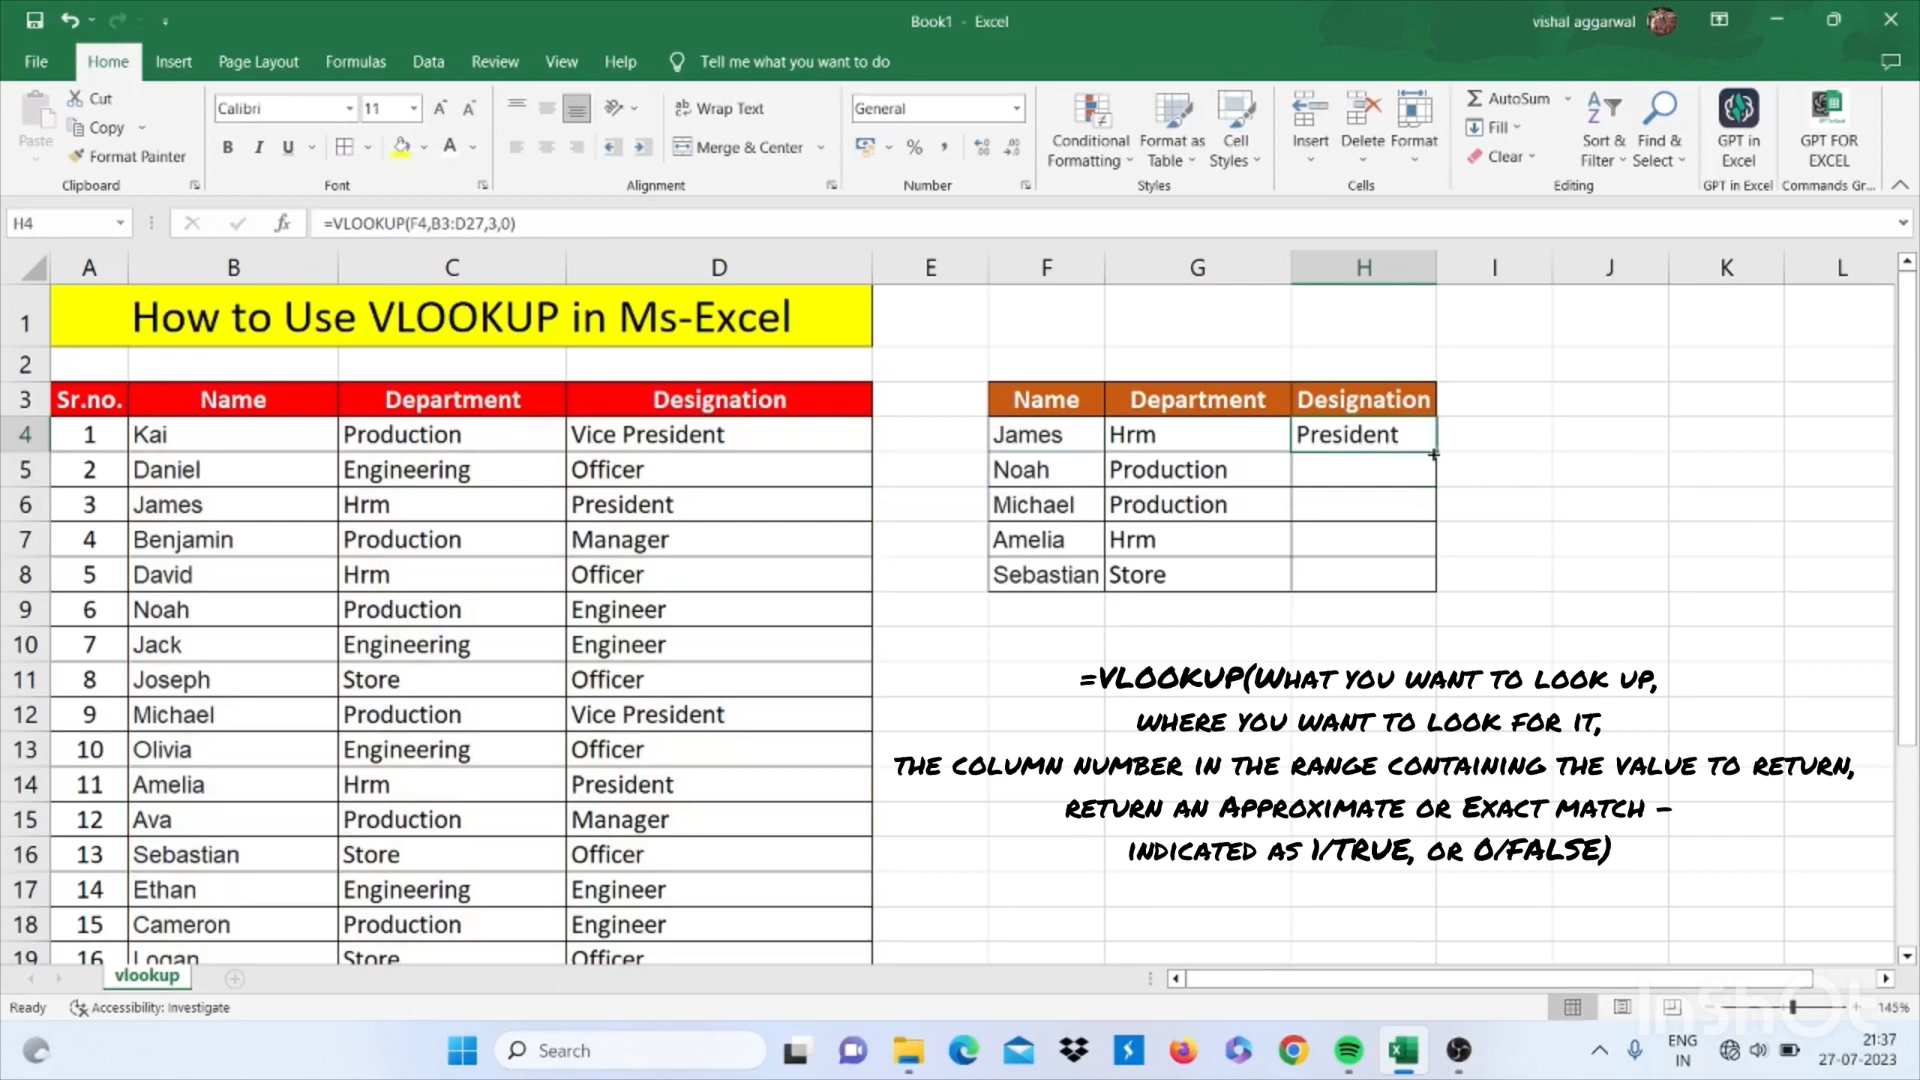 Book1 - Excel
vishal aggarwal
File Home Insert Page Layout Formulas Data Review View Help Tell me what you want to do
Paste
Cut
Copy
Format Painter
Clipboard
Calibri 11
B I U
Font
Wrap Text
Merge & Center
Alignment
General
%
Number
Conditional Formatting
Format as Table
Cell Styles
Styles
Insert Delete Format
Cells
AutoSum
Fill
Clear
Sort & Filter
Find & Select
Editing
GPT in Excel
GPT in Excel
GPT FOR EXCEL
Commands Gr...
H4 fx =VLOOKUP(F4,B3:D27,3,0)
A B C D E F G H I J K L
1 How to Use VLOOKUP in Ms-Excel
2
3 Sr.no. Name Department Designation Name Department Designation
4 1 Kai Production Vice President James Hrm President
5 2 Daniel Engineering Officer Noah Production
6 3 James Hrm President Michael Production
7 4 Benjamin Production Manager Amelia Hrm
8 5 David Hrm Officer Sebastian Store
9 6 Noah Production Engineer
10 7 Jack Engineering Engineer
11 8 Joseph Store Officer
12 9 Michael Production Vice President
13 10 Olivia Engineering Officer
14 11 Amelia Hrm President
15 12 Ava Production Manager
16 13 Sebastian Store Officer
17 14 Ethan Engineering Engineer
18 15 Cameron Production Engineer
19 16 Logan Store Officer
=VLOOKUP(What you want to look up,
where you want to look for it,
the column number in the range containing the value to return,
return an Approximate or Exact match –
indicated as 1/TRUE, or 0/FALSE)
vlookup
Ready Accessibility: Investigate
145%
InShOt
Search
ENG
IN
21:37
27-07-2023